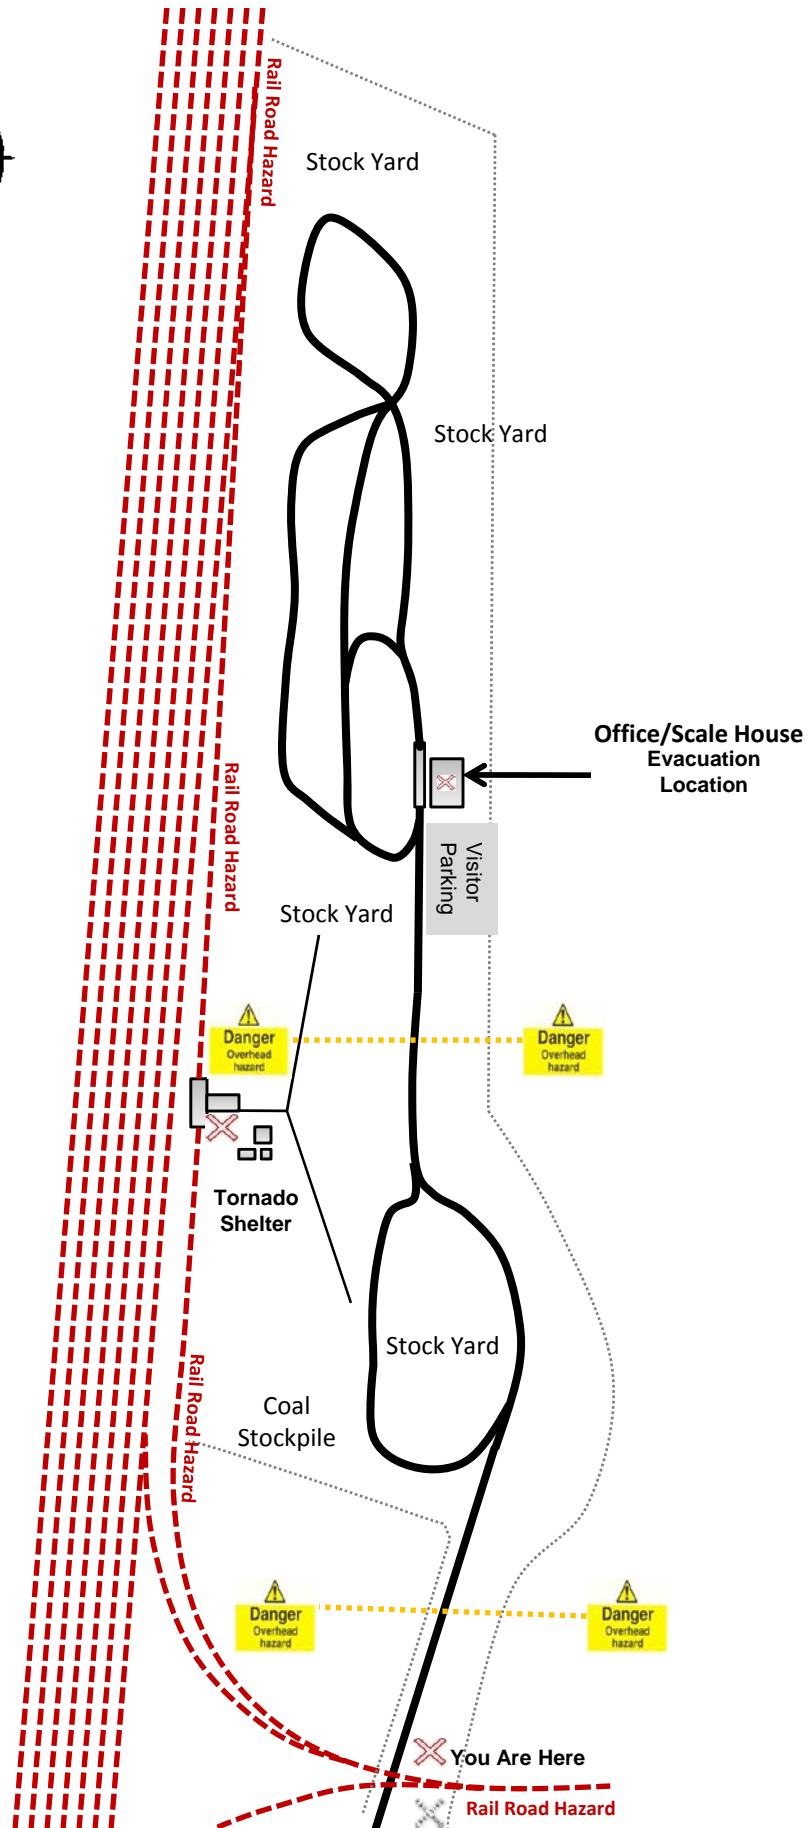 Rail Road Hazard
Stock Yard
Stock Yard
Office/Scale House
Evacuation
Location
Rail Road Hazard
Visitor
Parking
Stock Yard
Danger
Overhead
hazard
Danger
Overhead
hazard
Tornado
Shelter
Stock Yard
Rail Road Hazard
Coal
Stockpile
Danger
Overhead
hazard
Danger
Overhead
hazard
You Are Here
Rail Road Hazard